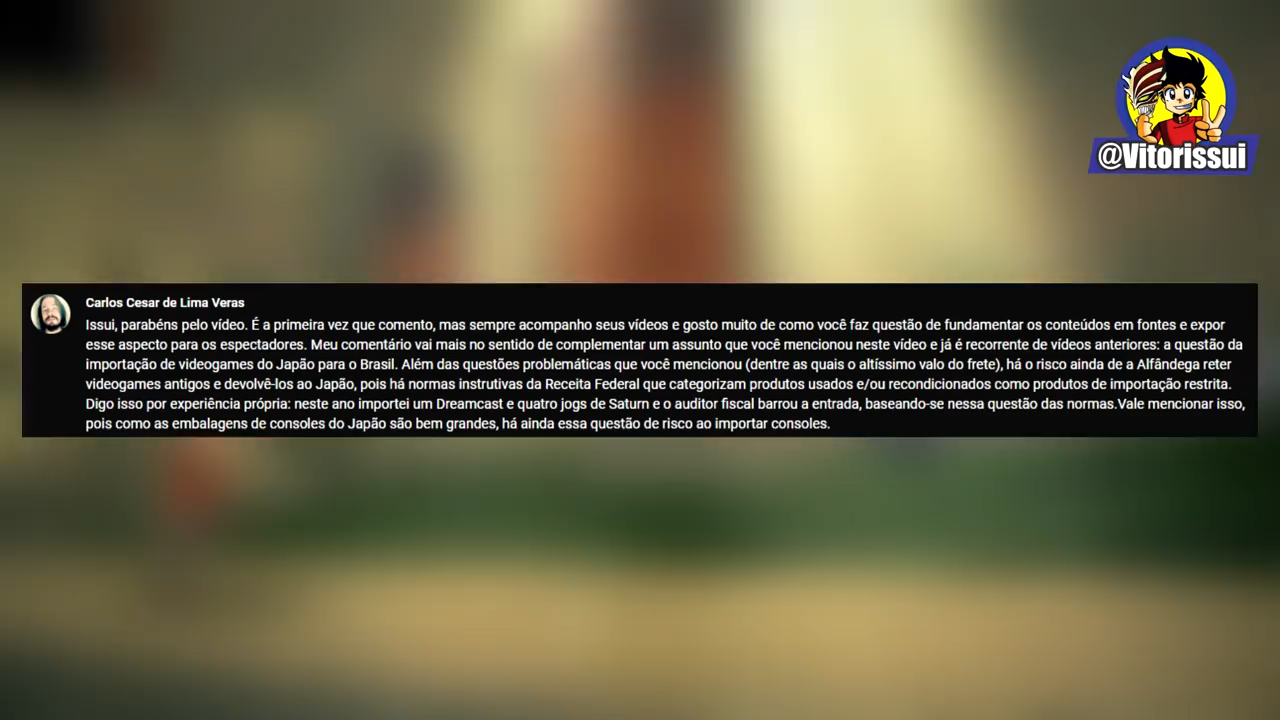 @Vitorissui
Carlos Cesar de Lima Veras
Issui, parabéns pelo vídeo. É a primeira vez que comento, mas sempre acompanho seus vídeos e gosto muito de como você faz questão de fundamentar os conteúdos em fontes e expor
esse aspecto para os espectadores. Meu comentário vai mais no sentido de complementar um assunto que você mencionou neste vídeo e já é recorrente de vídeos anteriores: a questão da
importação de videogames do Japão para o Brasil. Além das questões problemáticas que você mencionou (dentre as quais o altíssimo valo do frete), há o risco ainda de a Alfândega reter
videogames antigos e devolvê-los ao Japão, pois há normas instrutivas da Receita Federal que categorizam produtos usados e/ou recondicionados como produtos de importação restrita.
Digo isso por experiência própria: neste ano importei um Dreamcast e quatro jogs de Saturn e o auditor fiscal barrou a entrada, baseando-se nessa questão das normas.Vale mencionar isso,
pois como as embalagens de consoles do Japão são bem grandes, há ainda essa questão de risco ao importar consoles.